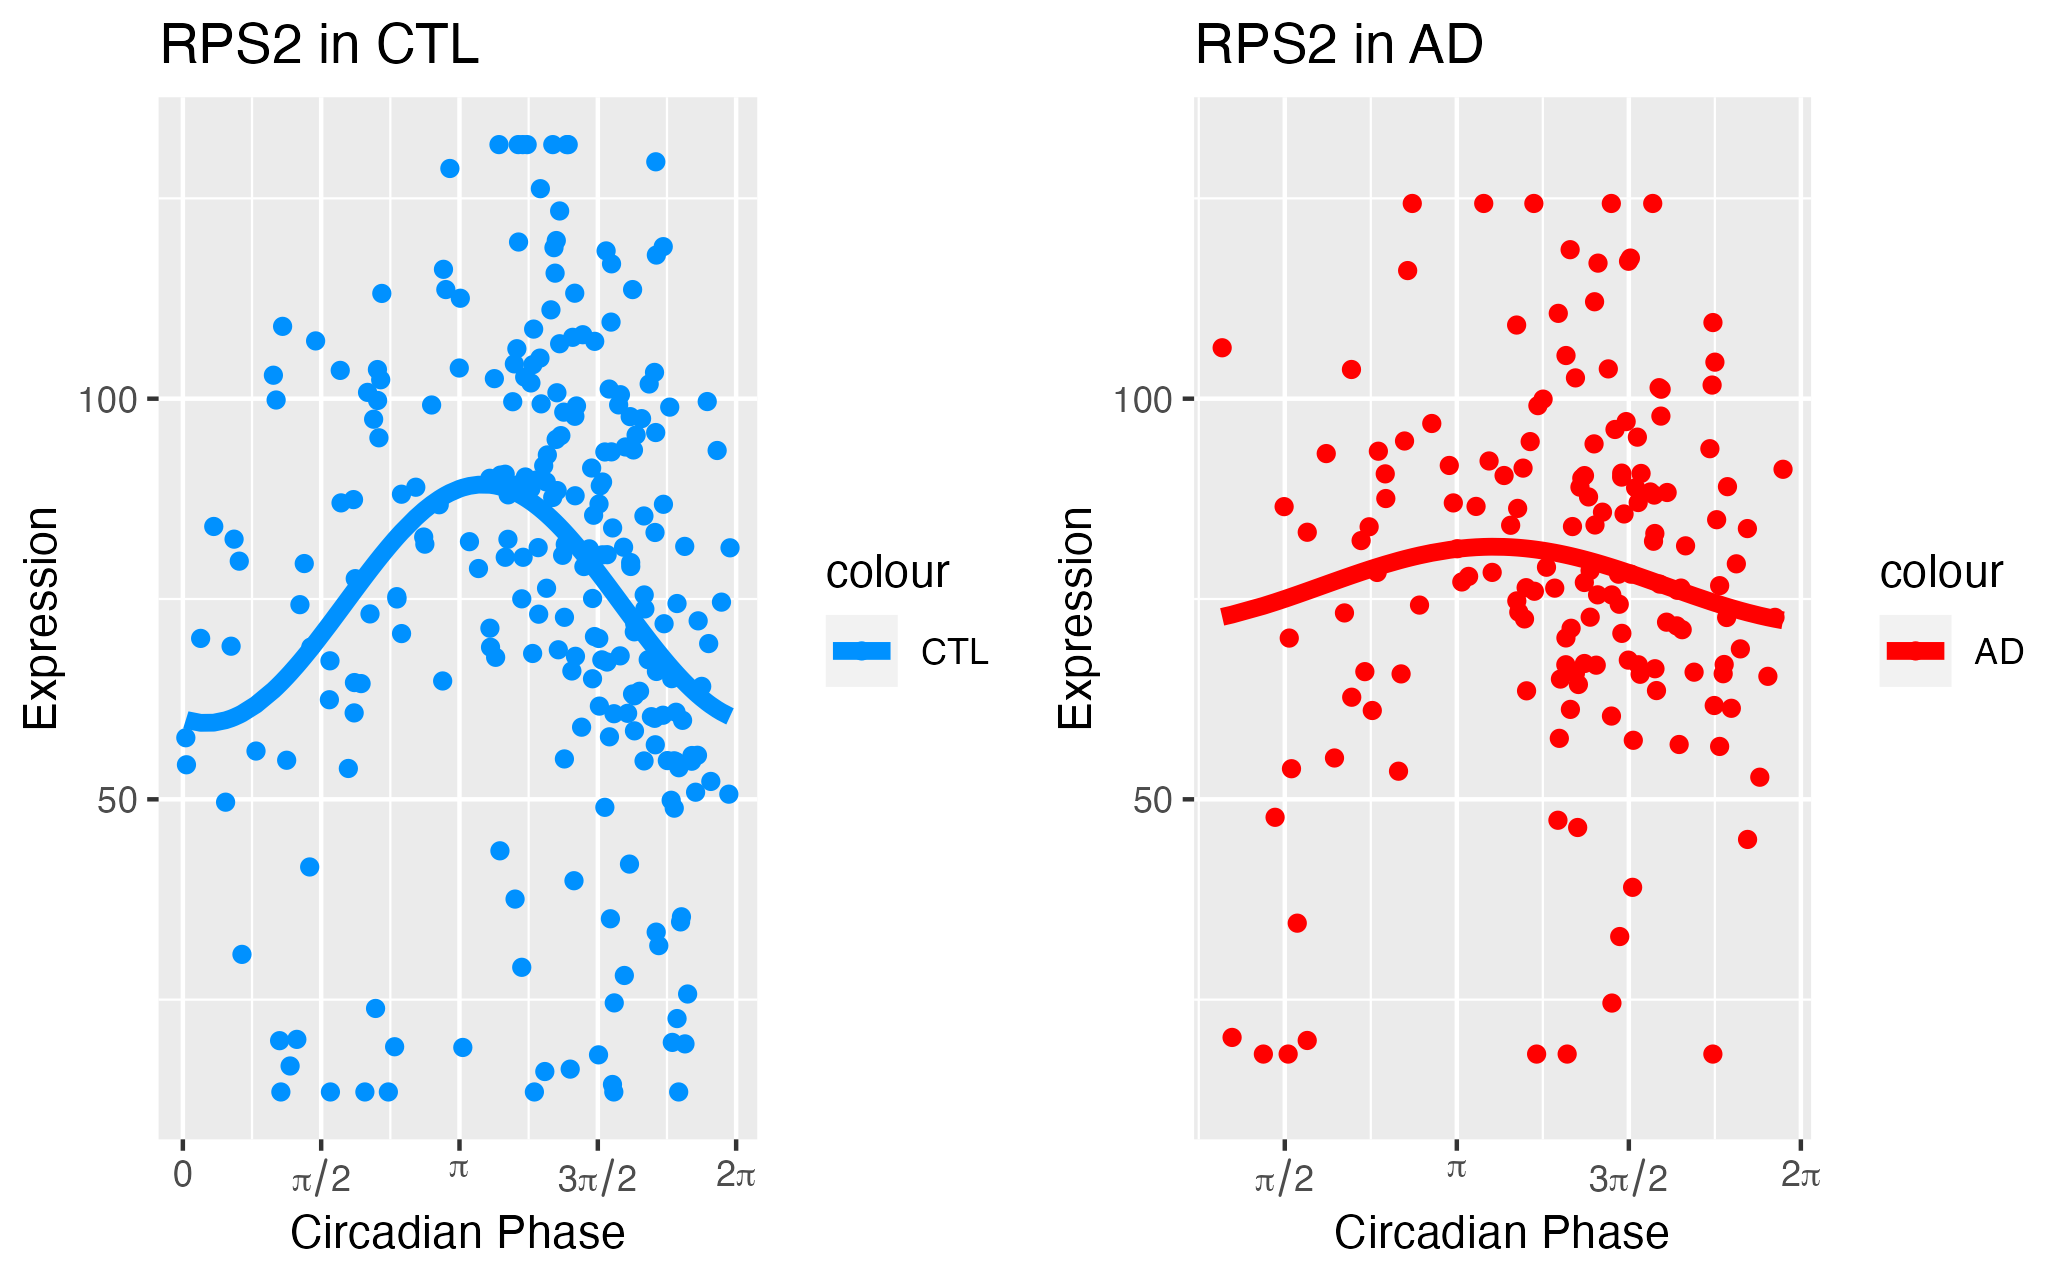 RPS2 in CTL
Expression
100
50
0
π/2
π
3π/2
2π
Circadian Phase
colour
CTL
RPS2 in AD
Expression
100
50
π/2
π
3π/2
2π
Circadian Phase
colour
AD